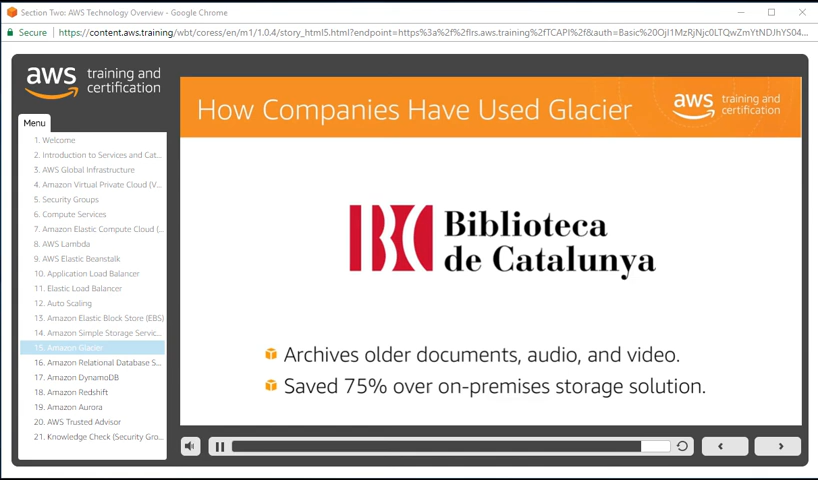 Section Two: AWS Technology Overview - Google Chrome
Secure https://content.aws.training/wbt/coress/en/m1/1.0.4/story_html5.html?endpoint=https%3a%2f%2flrs.aws.training%2fTCAPI%2f&auth=Basic%20OjI1MzRjNjc0LTQwZmYtNDJhYS04...
aws training and certification
How Companies Have Used Glacier
aws training and certification
Menu
1. Welcome
2. Introduction to Services and Cat...
3. AWS Global Infrastructure
4. Amazon Virtual Private Cloud (V...
5. Security Groups
6. Compute Services
7. Amazon Elastic Compute Cloud (...
8. AWS Lambda
9. AWS Elastic Beanstalk
10. Application Load Balancer
11. Elastic Load Balancer
12. Auto Scaling
13. Amazon Elastic Block Store (EBS)
14. Amazon Simple Storage Servic...
15. Amazon Glacier
16. Amazon Relational Database S...
17. Amazon DynamoDB
18. Amazon Redshift
19. Amazon Aurora
20. AWS Trusted Advisor
21. Knowledge Check (Security Gro...
BC Biblioteca
de Catalunya
Archives older documents, audio, and video.
Saved 75% over on-premises storage solution.